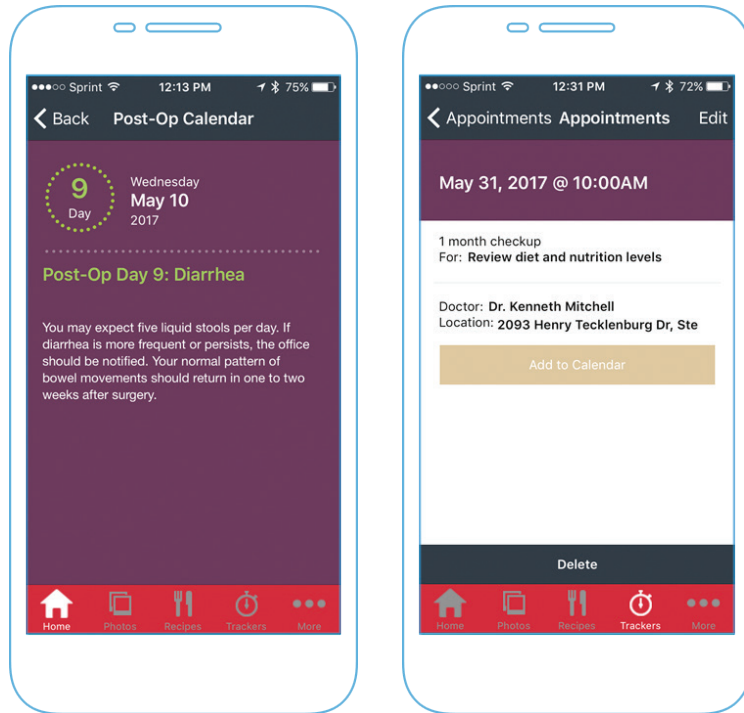 Sprint 12:13 PM 75%
Back Post-Op Calendar
9
Day
Wednesday
May 10
2017
Post-Op Day 9: Diarrhea
You may expect five liquid stools per day. If
diarrhea is more frequent or persists, the office
should be notified. Your normal pattern of
bowel movements should return in one to two
weeks after surgery.
Home Photos Recipes Trackers More
Sprint 12:31 PM 72%
Appointments Appointments Edit
May 31, 2017 @ 10:00AM
1 month checkup
For: Review diet and nutrition levels
Doctor: Dr. Kenneth Mitchell
Location: 2093 Henry Tecklenburg Dr, Ste
Add to Calendar
Delete
Home Photos Recipes Trackers More